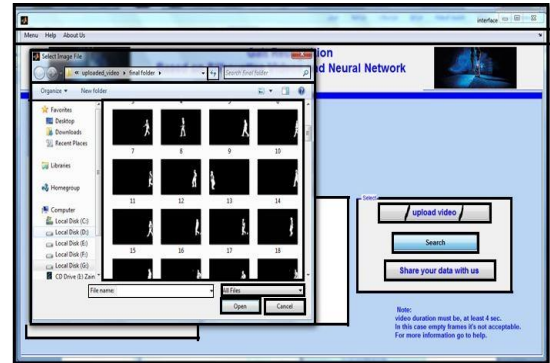 interface
Menu Help About Us
Select Image File
uploaded_video ▸ final folder ▸
Search final folder
nd Neural Network
Organize New folder
Favorites
Desktop
Downloads
Recent Places
Libraries
Homegroup
Computer
Local Disk (C:)
Local Disk (D:)
Local Disk (E:)
Local Disk (F:)
Local Disk (G:)
CD Drive (I:) Zain
7 8 9 10
11 12 13 14
15 16 17 18
File name:
All Files
Open Cancel
Select
upload video
Search
Share your data with us
Note:
video duration must be, at least 4 sec.
In this case empty frames it's not acceptable.
For more information go to help.